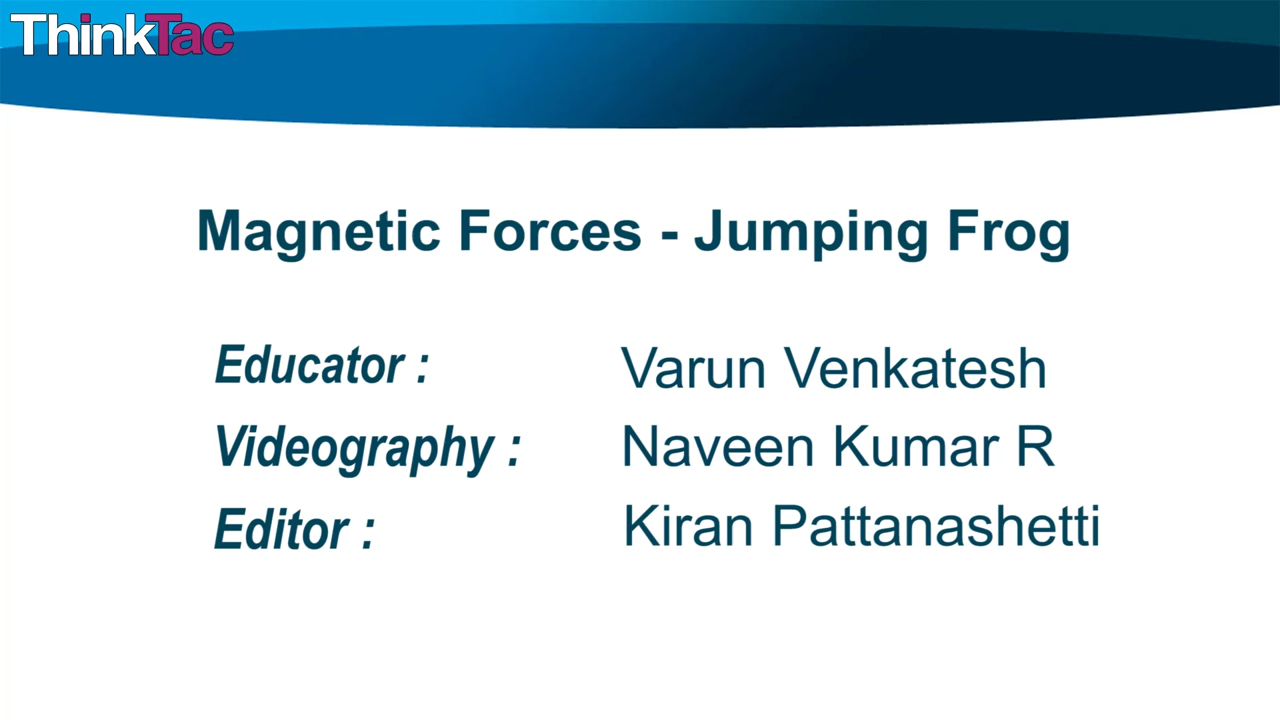 ThinkTac
Magnetic Forces - Jumping Frog
Educator : Varun Venkatesh
Videography : Naveen Kumar R
Editor : Kiran Pattanashetti